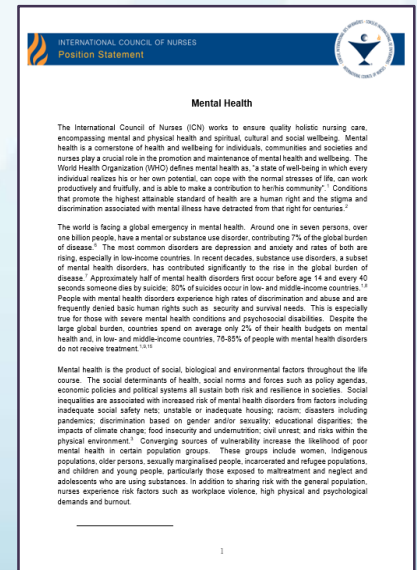 INTERNATIONAL COUNCIL OF NURSES
Position Statement
Mental Health
The International Council of Nurses (ICN) works to ensure quality holistic nursing care,
encompassing mental and physical health and spiritual, cultural and social wellbeing. Mental
health is a cornerstone of health and wellbeing for individuals, communities and societies and
nurses play a crucial role in the promotion and maintenance of mental health and wellbeing. The
World Health Organization (WHO) defines mental health as, "a state of well-being in which every
individual realizes his or her own potential, can cope with the normal stresses of life, can work
productively and fruitfully, and is able to make a contribution to her/his community".¹ Conditions
that promote the highest attainable standard of health are a human right and the stigma and
discrimination associated with mental illness have detracted from that right for centuries.²
The world is facing a global emergency in mental health. Around one in seven persons, over
one billion people, have a mental or substance use disorder, contributing 7% of the global burden
of disease.⁶ The most common disorders are depression and anxiety and rates of both are
rising, especially in low-income countries. In recent decades, substance use disorders, a subset
of mental health disorders, has contributed significantly to the rise in the global burden of
disease.⁷ Approximately half of mental health disorders first occur before age 14 and every 40
seconds someone dies by suicide; 80% of suicides occur in low- and middle-income countries.¹,⁸
People with mental health disorders experience high rates of discrimination and abuse and are
frequently denied basic human rights such as security and survival needs. This is especially
true for those with severe mental health conditions and psychosocial disabilities. Despite the
large global burden, countries spend on average only 2% of their health budgets on mental
health and, in low- and middle-income countries, 76-85% of people with mental health disorders
do not receive treatment.¹,⁹,¹⁰
Mental health is the product of social, biological and environmental factors throughout the life
course. The social determinants of health, social norms and forces such as policy agendas,
economic policies and political systems all sustain both risk and resilience in societies. Social
inequalities are associated with increased risk of mental health disorders from factors including
inadequate social safety nets; unstable or inadequate housing; racism; disasters including
pandemics; discrimination based on gender and/or sexuality; educational disparities; the
impacts of climate change; food insecurity and undernutrition; civil unrest; and risks within the
physical environment.³ Converging sources of vulnerability increase the likelihood of poor
mental health in certain population groups. These groups include women, Indigenous
populations, older persons, sexually marginalised people, incarcerated and refugee populations,
and children and young people, particularly those exposed to maltreatment and neglect and
adolescents who are using substances. In addition to sharing risk with the general population,
nurses experience risk factors such as workplace violence, high physical and psychological
demands and burnout.
1